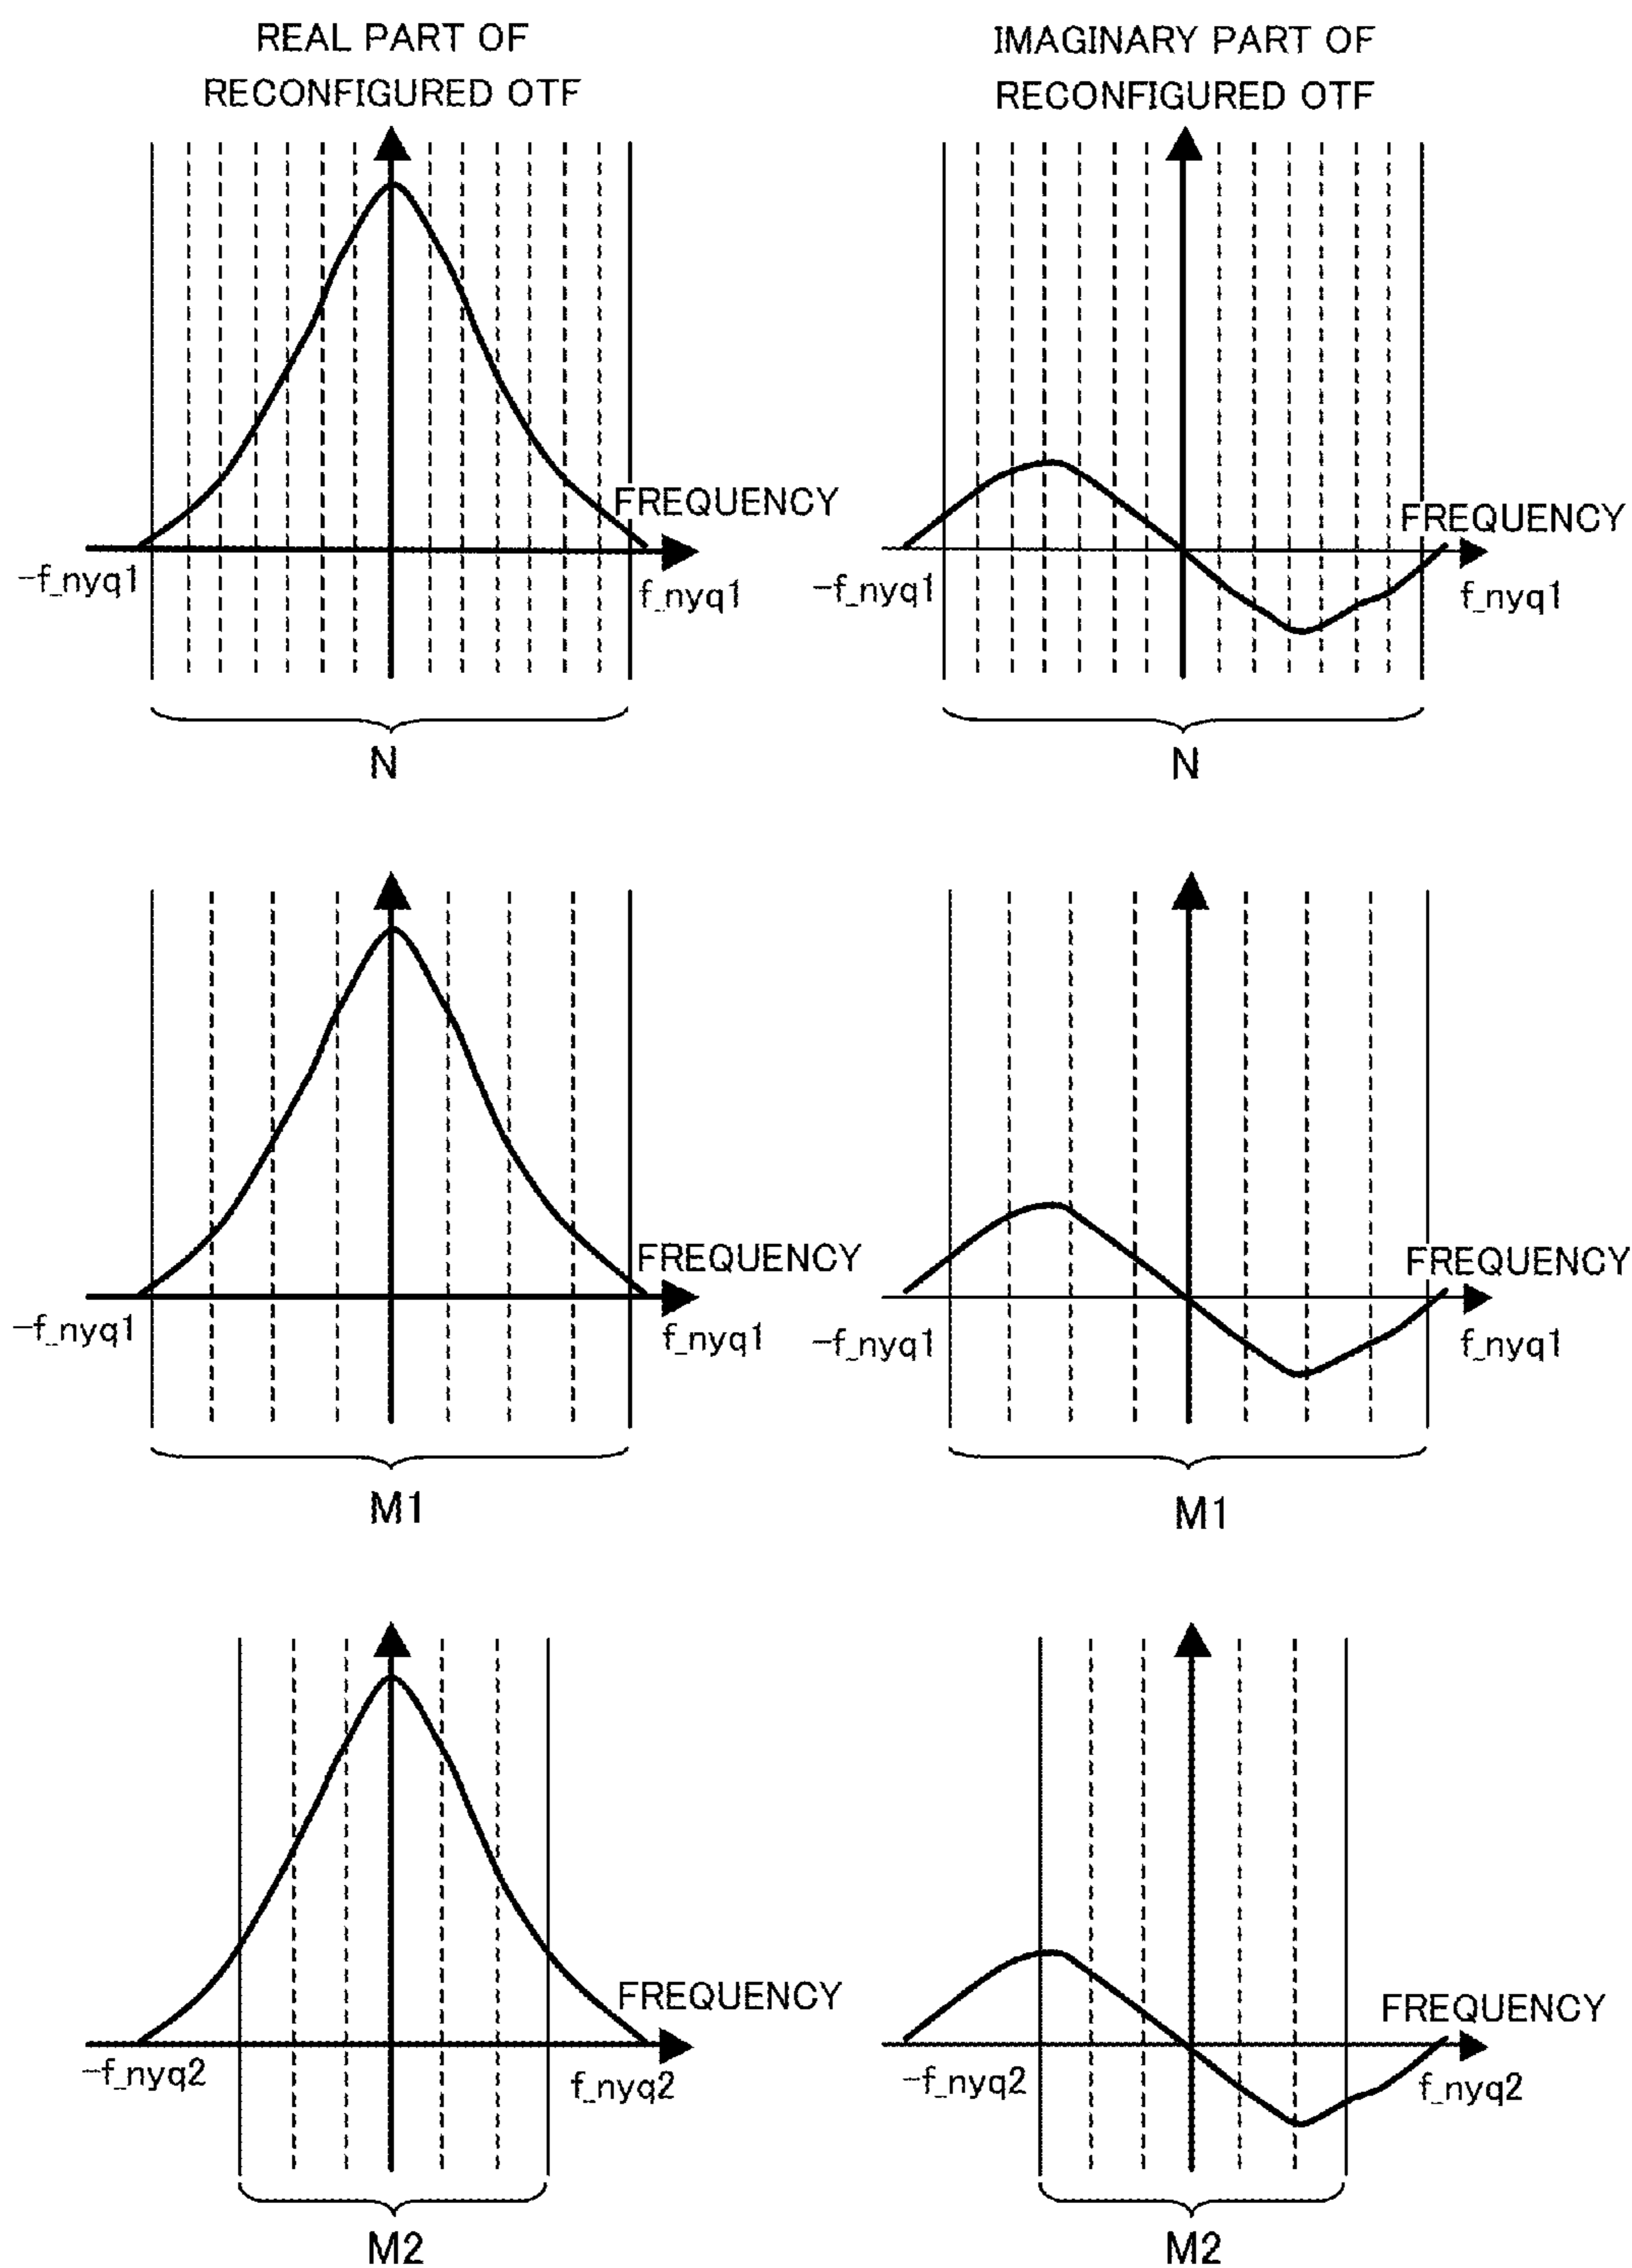 REAL PART OF
RECONFIGURED OTF
IMAGINARY PART OF
RECONFIGURED OTF
FREQUENCY
-f_nyq1
f_nyq1
N
FREQUENCY
-f_nyq1
f_nyq1
N
FREQUENCY
-f_nyq1
f_nyq1
M1
FREQUENCY
-f_nyq1
f_nyq1
M1
FREQUENCY
-f_nyq2
f_nyq2
M2
FREQUENCY
-f_nyq2
f_nyq2
M2